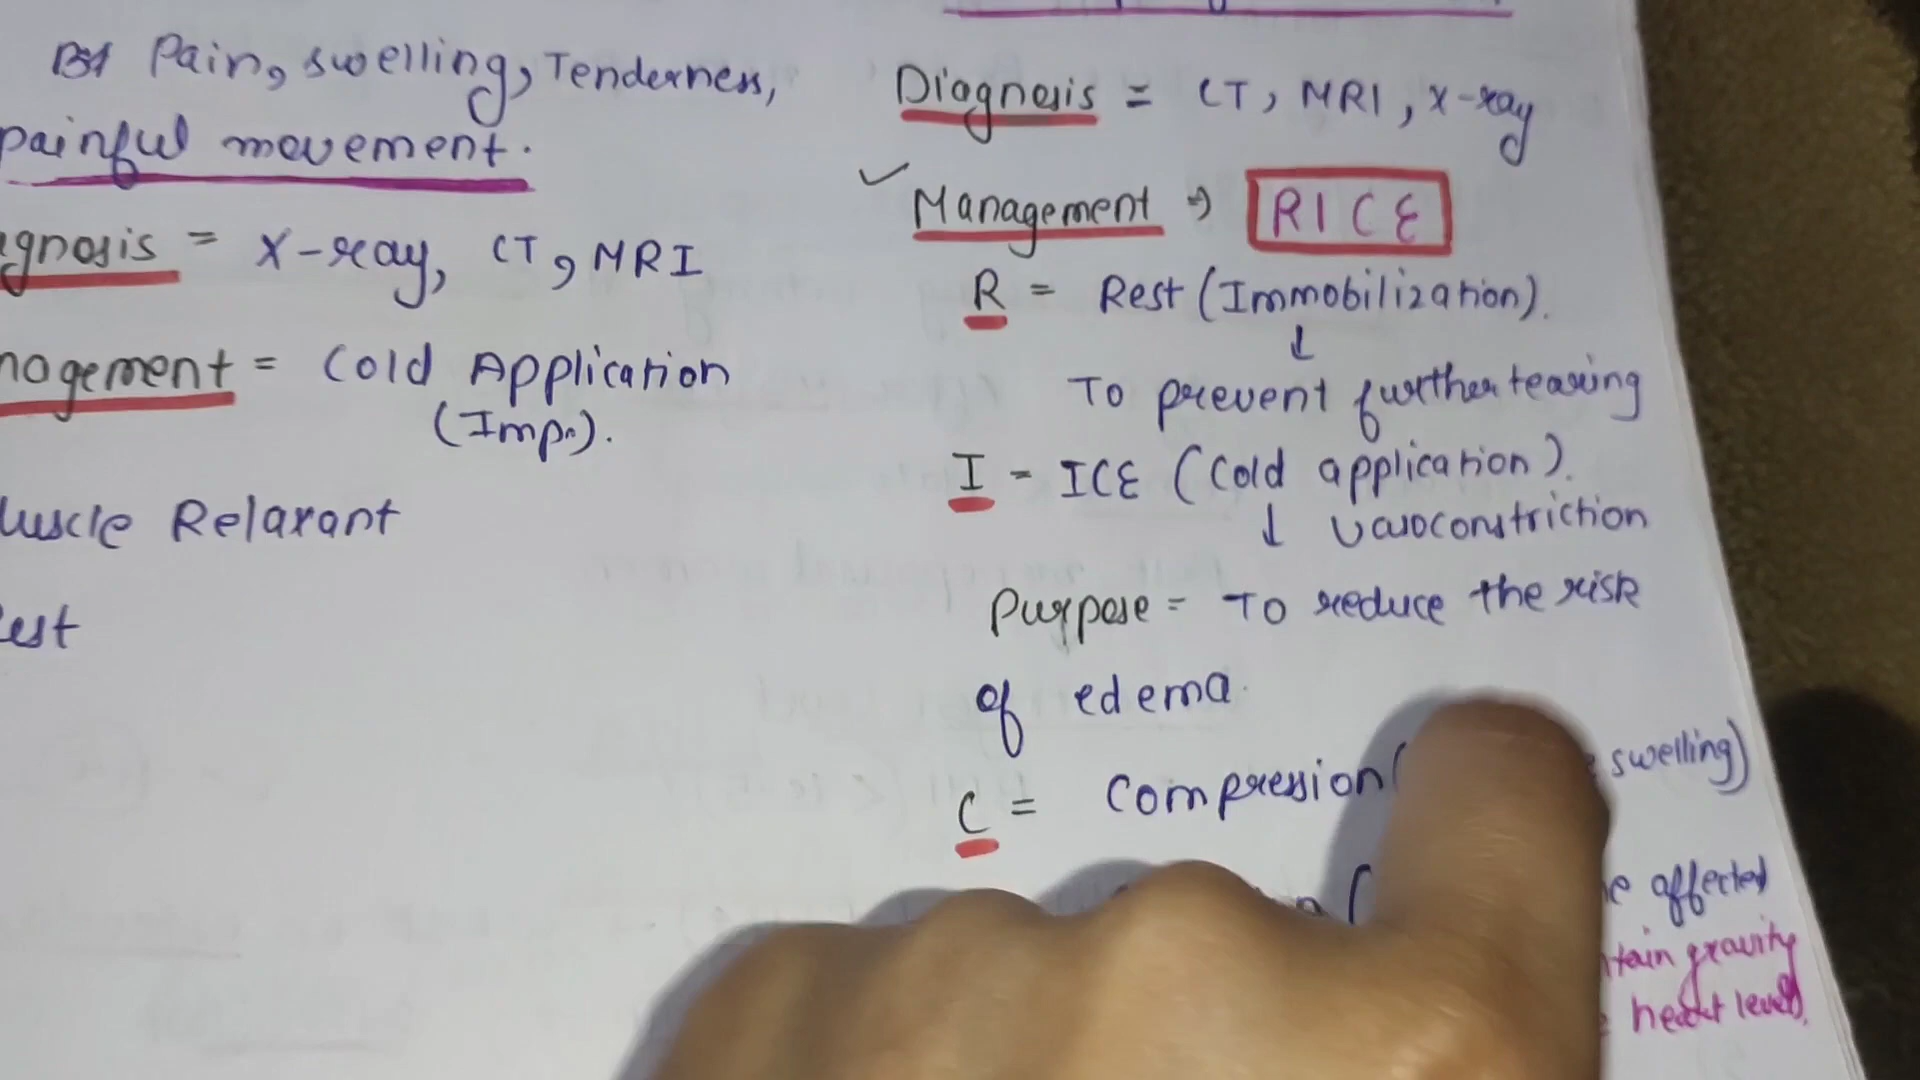 Pain, swelling, Tenderness,
painful movement.
gnosis = X-ray, CT, MRI
nagement = Cold Application
(Imp.).
uscle Relaxant
est
Diagnosis = CT, MRI, X-ray
✓ Management → RICE
R = Rest (Immobilization).
↓
To prevent further tearing
I - ICE (Cold application).
↓ Vasoconstriction
Purpose = To reduce the risk
of edema.
C = Compression( swelling)
affected
tain gravity
heart level).